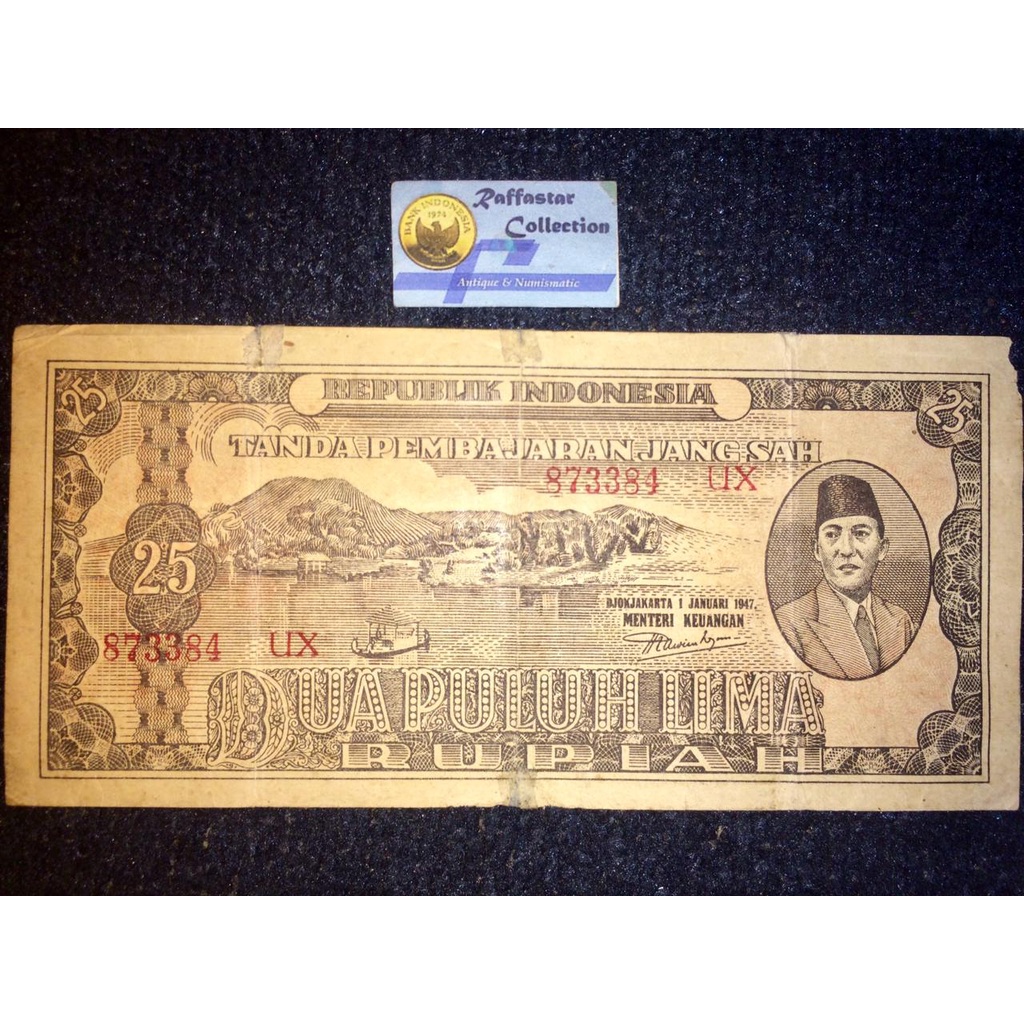 Raffastar
Collection
BANK INDONESIA
1974
Antique & Numismatic
25
REPUBLIK INDONESIA
25
TANDA PEMBAJARAN JANG SAH
873384 UX
25
DJOKJAKARTA 1 JANUARI 1947.
MENTERI KEUANGAN
873384 UX
DUA PULUH LIMA
RUPIAH